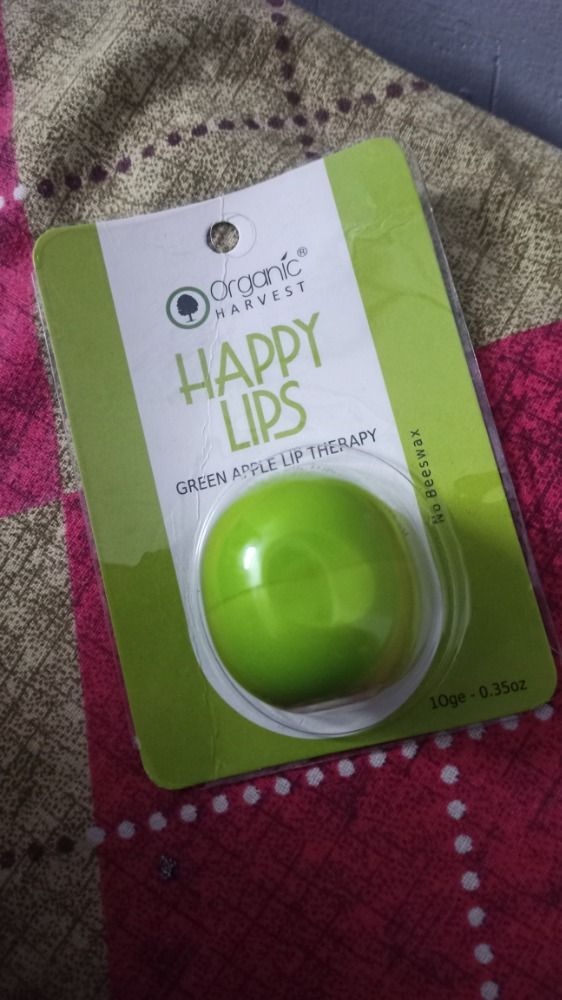 Organic®
HARVEST
HAPPY
LIPS
GREEN APPLE LIP THERAPY
No Beeswax
10ge - 0.35oz